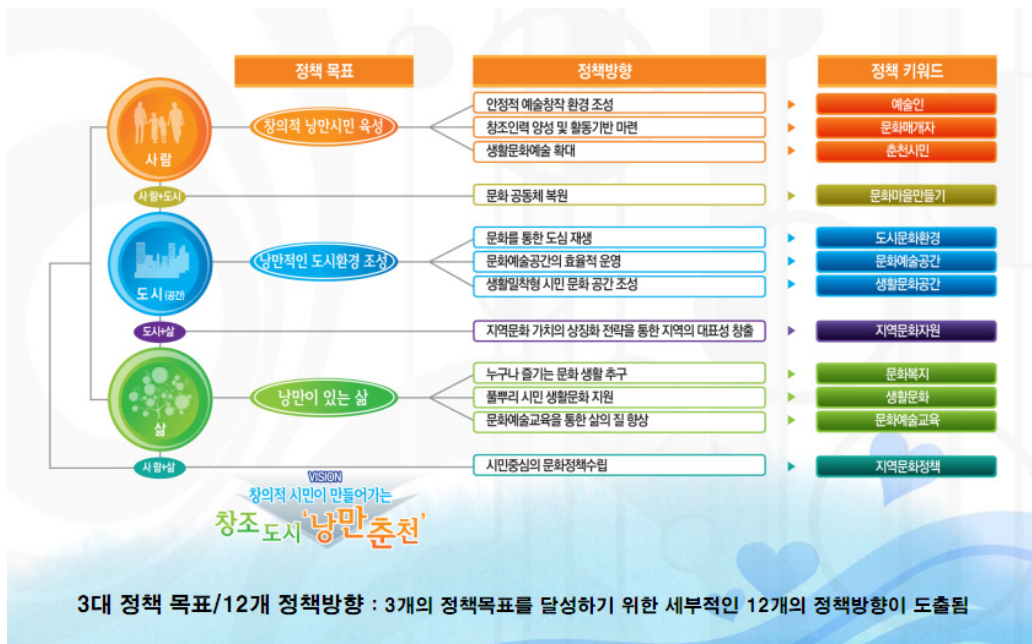 정책 목표 정책방향 정책 키워드
사람
창의적 낭만시민 육성
안정적 예술창작 환경 조성 예술인
창조인력 양성 및 활동기반 마련 문화매개자
생활문화예술 확대 춘천시민
사람+도시 문화 공동체 복원 문화마을만들기
도시(공간)
낭만적인 도시환경 조성
문화를 통한 도심 재생 도시문화환경
문화예술공간의 효율적 운영 문화예술공간
생활밀착형 시민 문화 공간 조성 생활문화공간
도시+삶 지역문화 가치의 상징화 전략을 통한 지역의 대표성 창출 지역문화자원
삶
낭만이 있는 삶
누구나 즐기는 문화 생활 추구 문화복지
풀뿌리 시민 생활문화 지원 생활문화
문화예술교육을 통한 삶의 질 향상 문화예술교육
사람+삶 시민중심의 문화정책수립 지역문화정책
VISION
창의적 시민이 만들어가는
창조도시 '낭만춘천'
3대 정책 목표/12개 정책방향 : 3개의 정책목표를 달성하기 위한 세부적인 12개의 정책방향이 도출됨